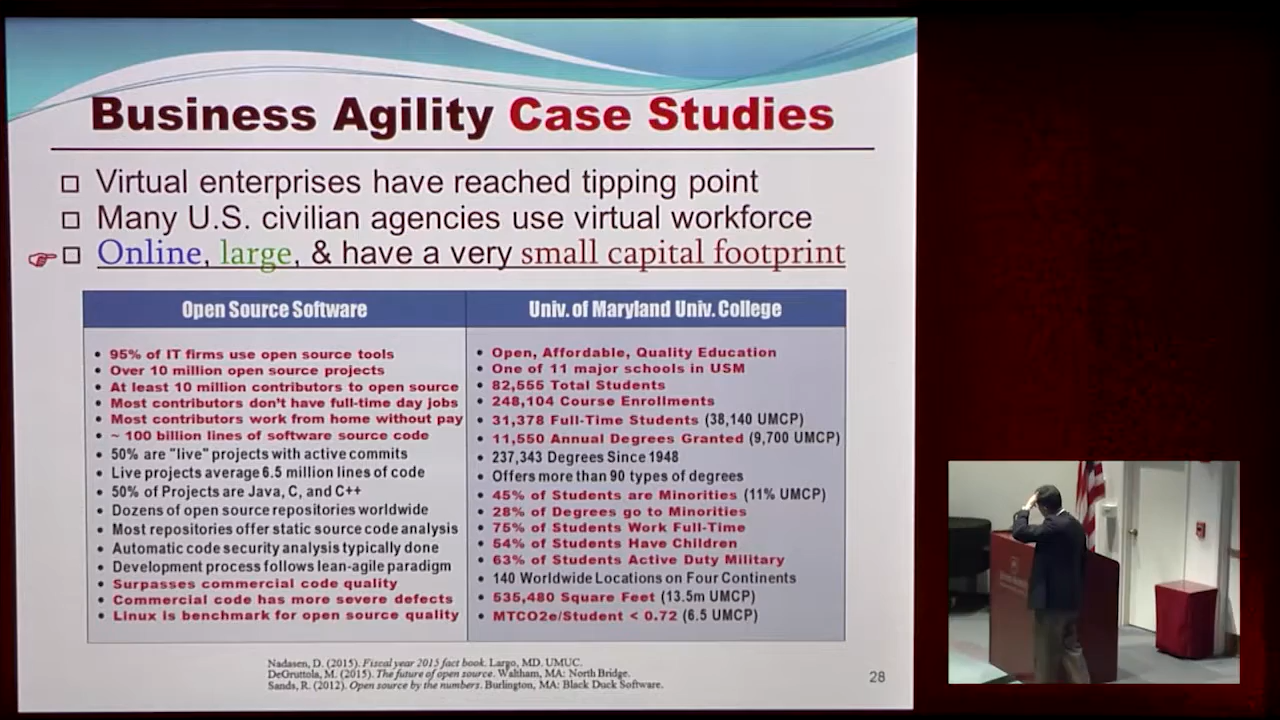 Business Agility Case Studies
Virtual enterprises have reached tipping point
Many U.S. civilian agencies use virtual workforce
Online, large, & have a very small capital footprint
Open Source Software
• 95% of IT firms use open source tools
• Over 10 million open source projects
• At least 10 million contributors to open source
• Most contributors don't have full-time day jobs
• Most contributors work from home without pay
• ~ 100 billion lines of software source code
• 50% are "live" projects with active commits
• Live projects average 6.5 million lines of code
• 50% of Projects are Java, C, and C++
• Dozens of open source repositories worldwide
• Most repositories offer static source code analysis
• Automatic code security analysis typically done
• Development process follows lean-agile paradigm
• Surpasses commercial code quality
• Commercial code has more severe defects
• Linux is benchmark for open source quality
Univ. of Maryland Univ. College
• Open, Affordable, Quality Education
• One of 11 major schools in USM
• 82,555 Total Students
• 248,104 Course Enrollments
• 31,378 Full-Time Students (38,140 UMCP)
• 11,550 Annual Degrees Granted (9,700 UMCP)
• 237,343 Degrees Since 1948
• Offers more than 90 types of degrees
• 45% of Students are Minorities (11% UMCP)
• 28% of Degrees go to Minorities
• 75% of Students Work Full-Time
• 54% of Students Have Children
• 63% of Students Active Duty Military
• 140 Worldwide Locations on Four Continents
• 535,480 Square Feet (13.5m UMCP)
• MTCO2e/Student < 0.72 (6.5 UMCP)
Nadasen, D. (2015). Fiscal year 2015 fact book. Largo, MD. UMUC.
DeGruttola, M. (2015). The future of open source. Waltham, MA: North Bridge.
Sands, R. (2012). Open source by the numbers. Burlington, MA: Black Duck Software.
28